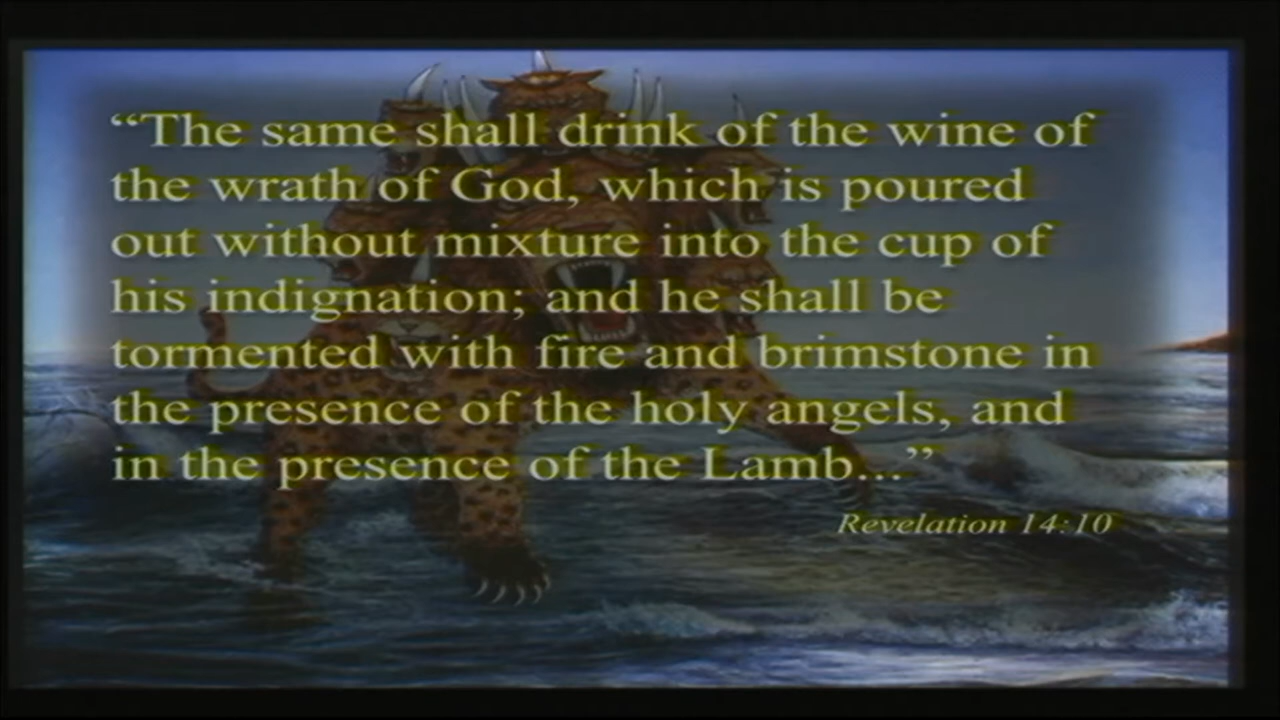 “The same shall drink of the wine of
the wrath of God, which is poured
out without mixture into the cup of
his indignation; and he shall be
tormented with fire and brimstone in
the presence of the holy angels, and
in the presence of the Lamb...”
Revelation 14:10